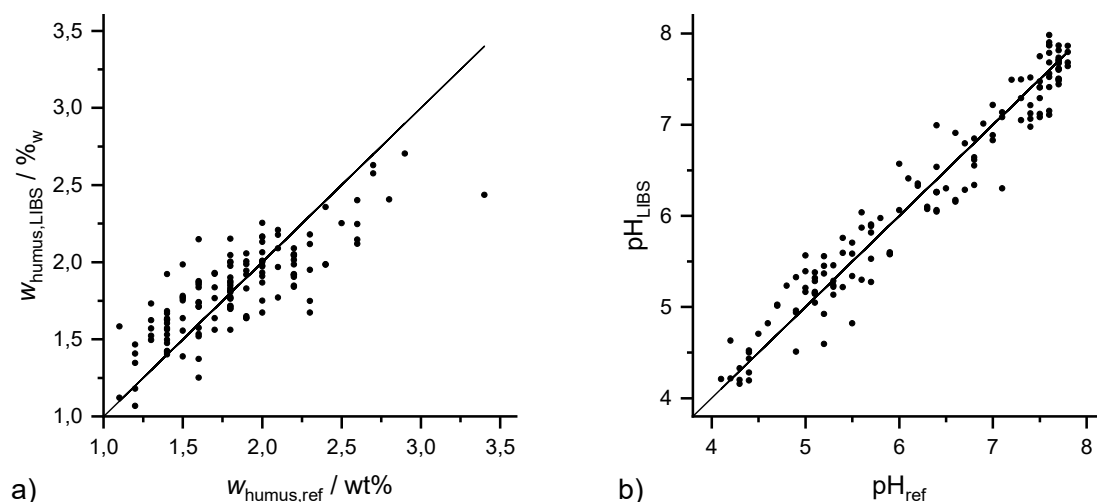 3,5
3,0
2,5
2,0
1,5
1,0
w_humus,LIBS / %_w
1,0 1,5 2,0 2,5 3,0 3,5
w_humus,ref / wt%
a)
8
7
6
5
4
pH_LIBS
4 5 6 7 8
pH_ref
b)